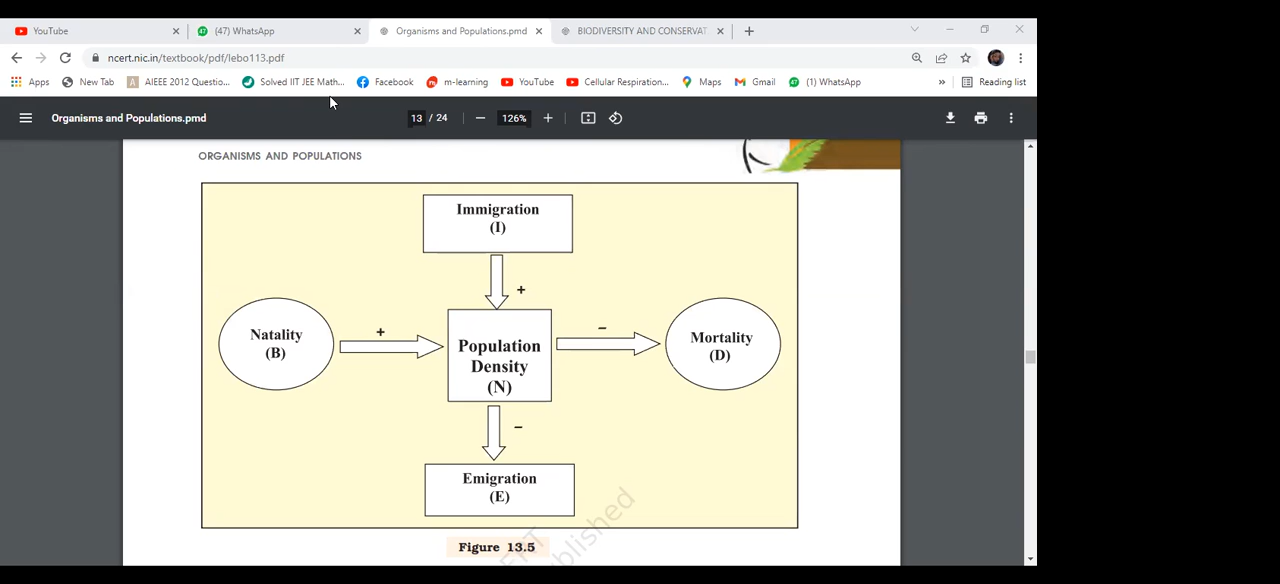 YouTube
(47) WhatsApp
Organisms and Populations.pmd
BIODIVERSITY AND CONSERVAT
ncert.nic.in/textbook/pdf/lebo113.pdf
Apps
New Tab
AIEEE 2012 Questio...
Solved IIT JEE Math...
Facebook
m-learning
YouTube
Cellular Respiration...
Maps
Gmail
(1) WhatsApp
»
Reading list
Organisms and Populations.pmd
13 / 24
126%
ORGANISMS AND POPULATIONS
Immigration
(I)
+
Natality
(B)
+
Population
Density
(N)
–
Mortality
(D)
–
Emigration
(E)
Figure 13.5